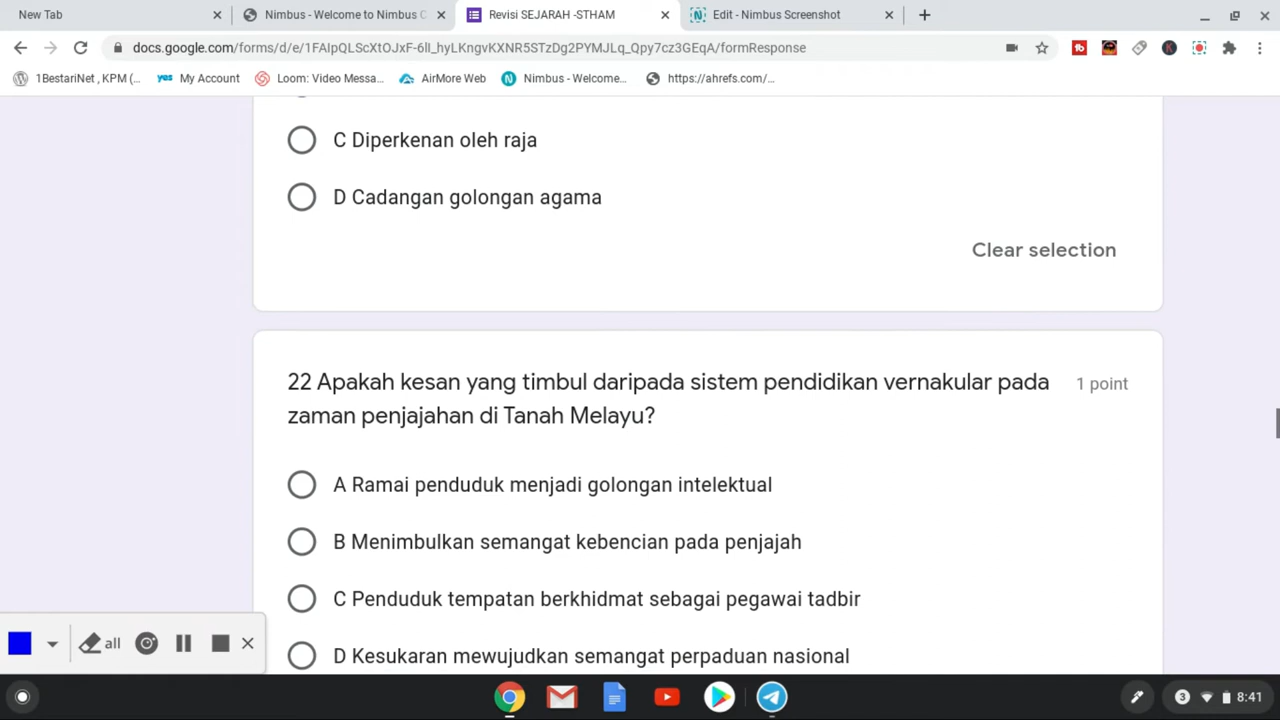 New Tab
Nimbus - Welcome to Nimbus C
Revisi SEJARAH -STHAM
Edit - Nimbus Screenshot
docs.google.com/forms/d/e/1FAIpQLScXtOJxF-6lI_hyLKngvKXNR5STzDg2PYMJLq_Qpy7cz3GEqA/formResponse
1BestariNet , KPM (...
yes My Account
Loom: Video Messa...
AirMore Web
Nimbus - Welcome...
https://ahrefs.com/...
C Diperkenan oleh raja
D Cadangan golongan agama
Clear selection
22 Apakah kesan yang timbul daripada sistem pendidikan vernakular pada
1 point
zaman penjajahan di Tanah Melayu?
A Ramai penduduk menjadi golongan intelektual
B Menimbulkan semangat kebencian pada penjajah
C Penduduk tempatan berkhidmat sebagai pegawai tadbir
all
D Kesukaran mewujudkan semangat perpaduan nasional
3
8:41